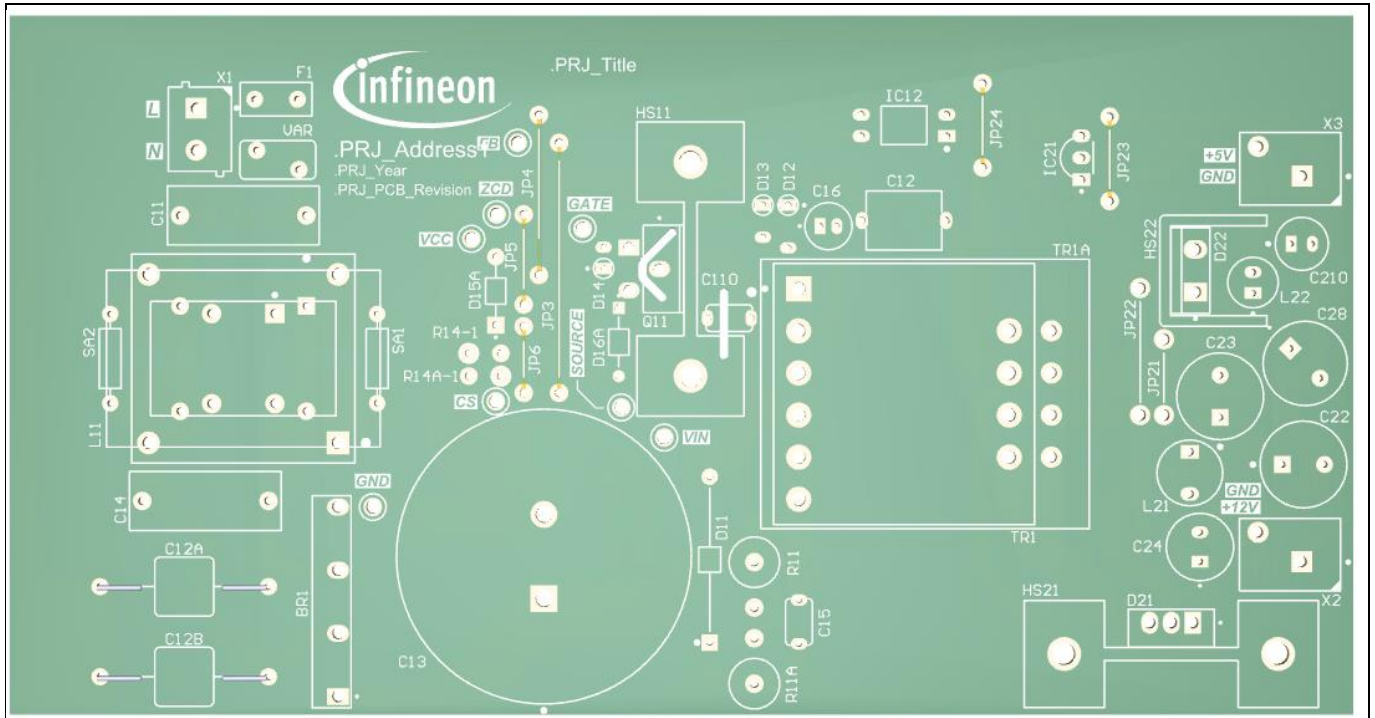 X1
F1
L
N
VAR
infineon
.PRJ_Title
.PRJ_Address1
.PRJ_Year
.PRJ_PCB_Revision
FB
ZCD
VCC
GATE
JP4
JP5
JP3
JP6
HS11
IC12
JP24
IC21
JP23
X3
+5V
GND
D13
D12
C16
C12
C11
D15A
D14
Q11
C110
D16A
R14-1
R14A-1
SOURCE
CS
VIN
TR1A
HS22
D22
C210
L22
JP22
JP21
C28
C23
C22
SA2
SA1
L11
C14
GND
L21
GND
+12V
C24
TR1
C12A
C12B
BR1
C13
D11
R11
C15
R11A
HS21
D21
X2